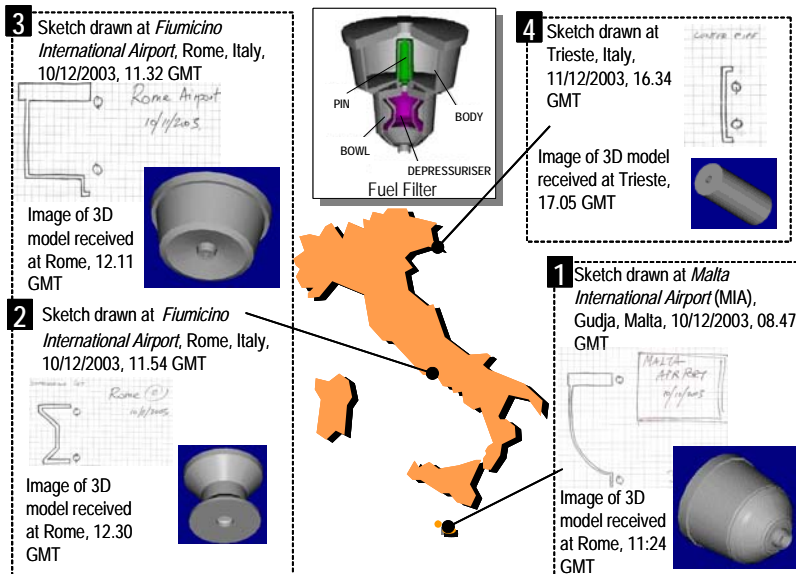 3 Sketch drawn at Fiumicino
International Airport, Rome, Italy,
10/12/2003, 11.32 GMT
Rome Airport
10/11/2003.
Image of 3D
model received
at Rome, 12.11
GMT
PIN
BODY
BOWL
DEPRESSURISER
Fuel Filter
4 Sketch drawn at
Trieste, Italy,
11/12/2003, 16.34
GMT
Image of 3D model
received at Trieste,
17.05 GMT
2 Sketch drawn at Fiumicino
International Airport, Rome, Italy,
10/12/2003, 11.54 GMT
Rome
Image of 3D
model received
at Rome, 12.30
GMT
1 Sketch drawn at Malta
International Airport (MIA),
Gudja, Malta, 10/12/2003, 08.47
GMT
MALTA
Image of 3D
model received
at Rome, 11:24
GMT